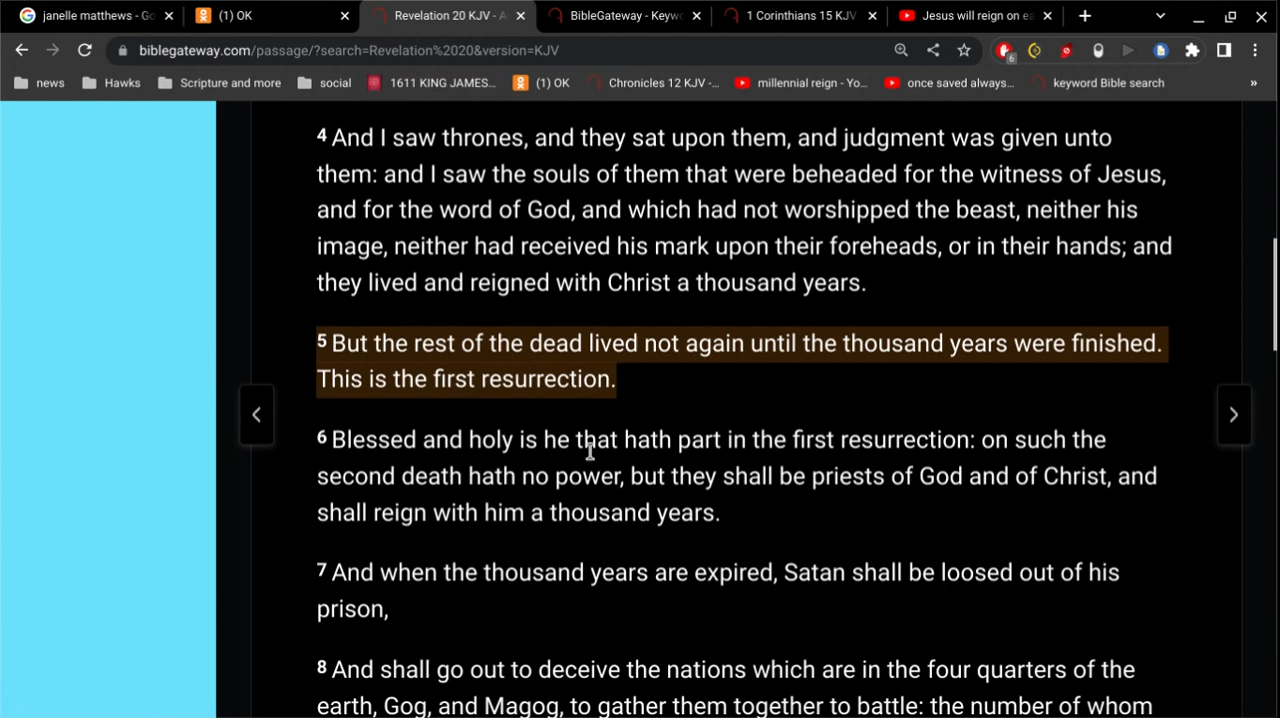 janelle matthews - Go
(1) OK
Revelation 20 KJV - A
BibleGateway - Keyw
1 Corinthians 15 KJV
Jesus will reign on ea
biblegateway.com/passage/?search=Revelation%2020&version=KJV
6
news
Hawks
Scripture and more
social
1611 KING JAMES...
(1) OK
Chronicles 12 KJV -...
millennial reign - Yo...
once saved always...
keyword Bible search
»
4 And I saw thrones, and they sat upon them, and judgment was given unto
them: and I saw the souls of them that were beheaded for the witness of Jesus,
and for the word of God, and which had not worshipped the beast, neither his
image, neither had received his mark upon their foreheads, or in their hands; and
they lived and reigned with Christ a thousand years.
5 But the rest of the dead lived not again until the thousand years were finished.
This is the first resurrection.
6 Blessed and holy is he that hath part in the first resurrection: on such the
second death hath no power, but they shall be priests of God and of Christ, and
shall reign with him a thousand years.
7 And when the thousand years are expired, Satan shall be loosed out of his
prison,
8 And shall go out to deceive the nations which are in the four quarters of the
earth, Gog, and Magog, to gather them together to battle: the number of whom